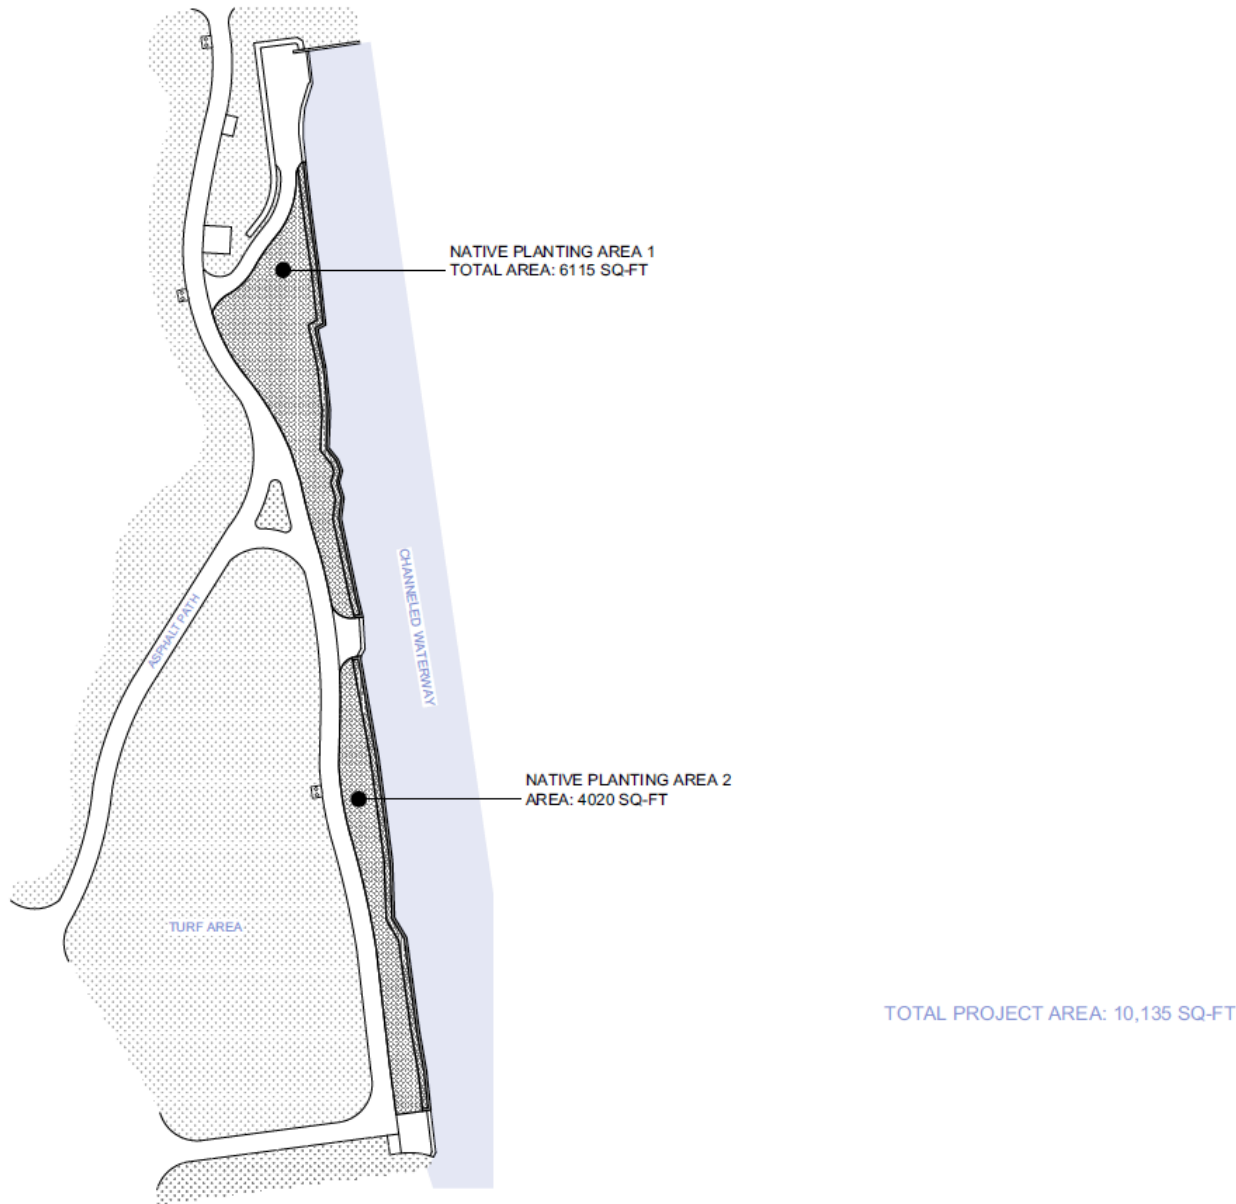 NATIVE PLANTING AREA 1
TOTAL AREA: 6115 SQ-FT
CHANNELED WATERWAY
ASPHALT PATH
NATIVE PLANTING AREA 2
AREA: 4020 SQ-FT
TURF AREA
TOTAL PROJECT AREA: 10,135 SQ-FT